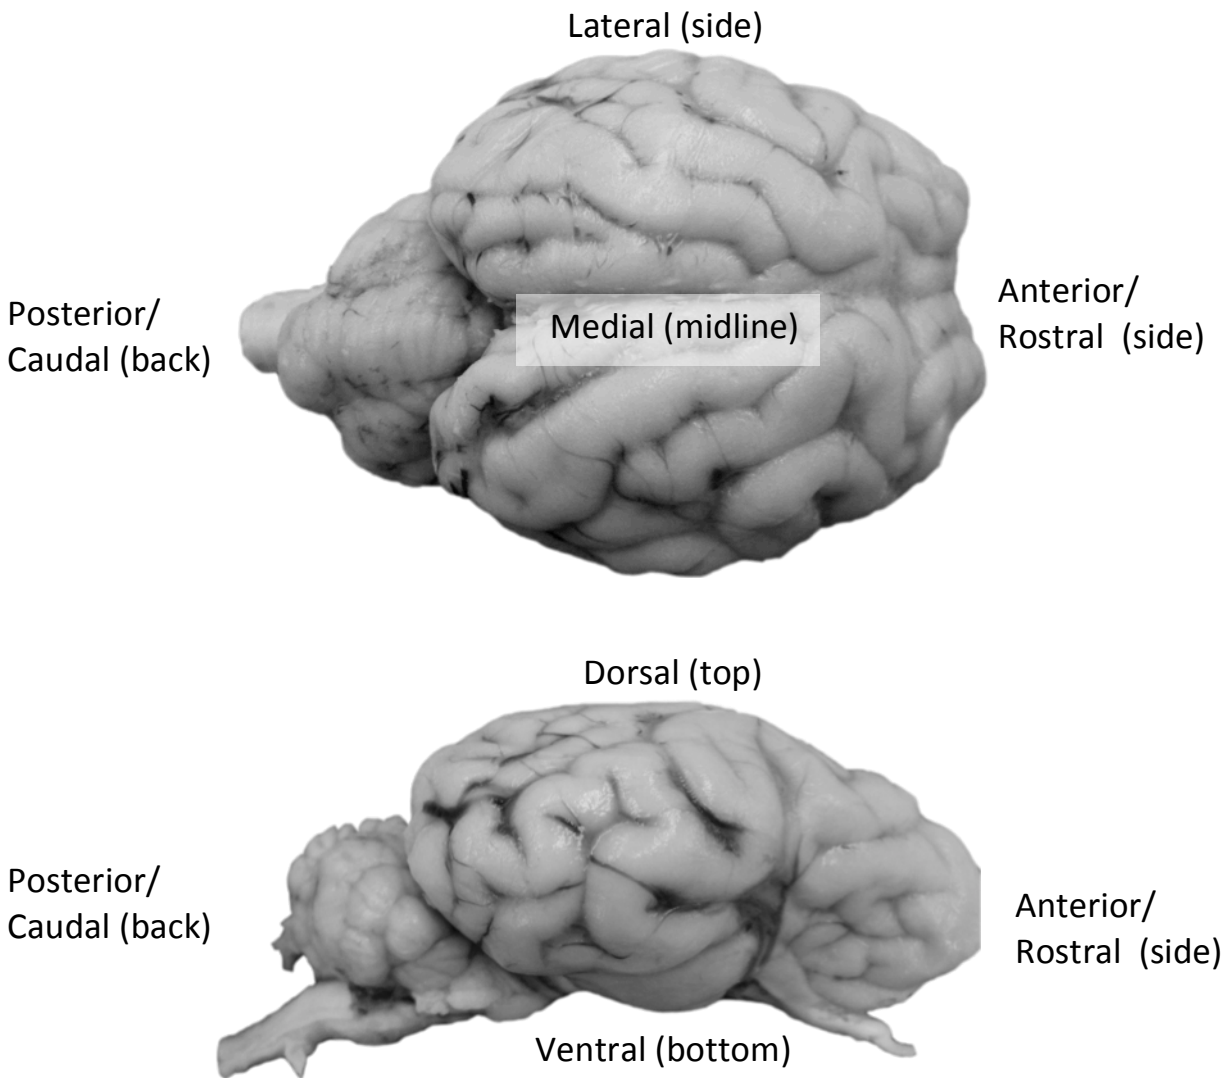 Lateral (side)
Posterior/
Caudal (back)
Medial (midline)
Anterior/
Rostral  (side)
Dorsal (top)
Posterior/
Caudal (back)
Anterior/
Rostral  (side)
Ventral (bottom)